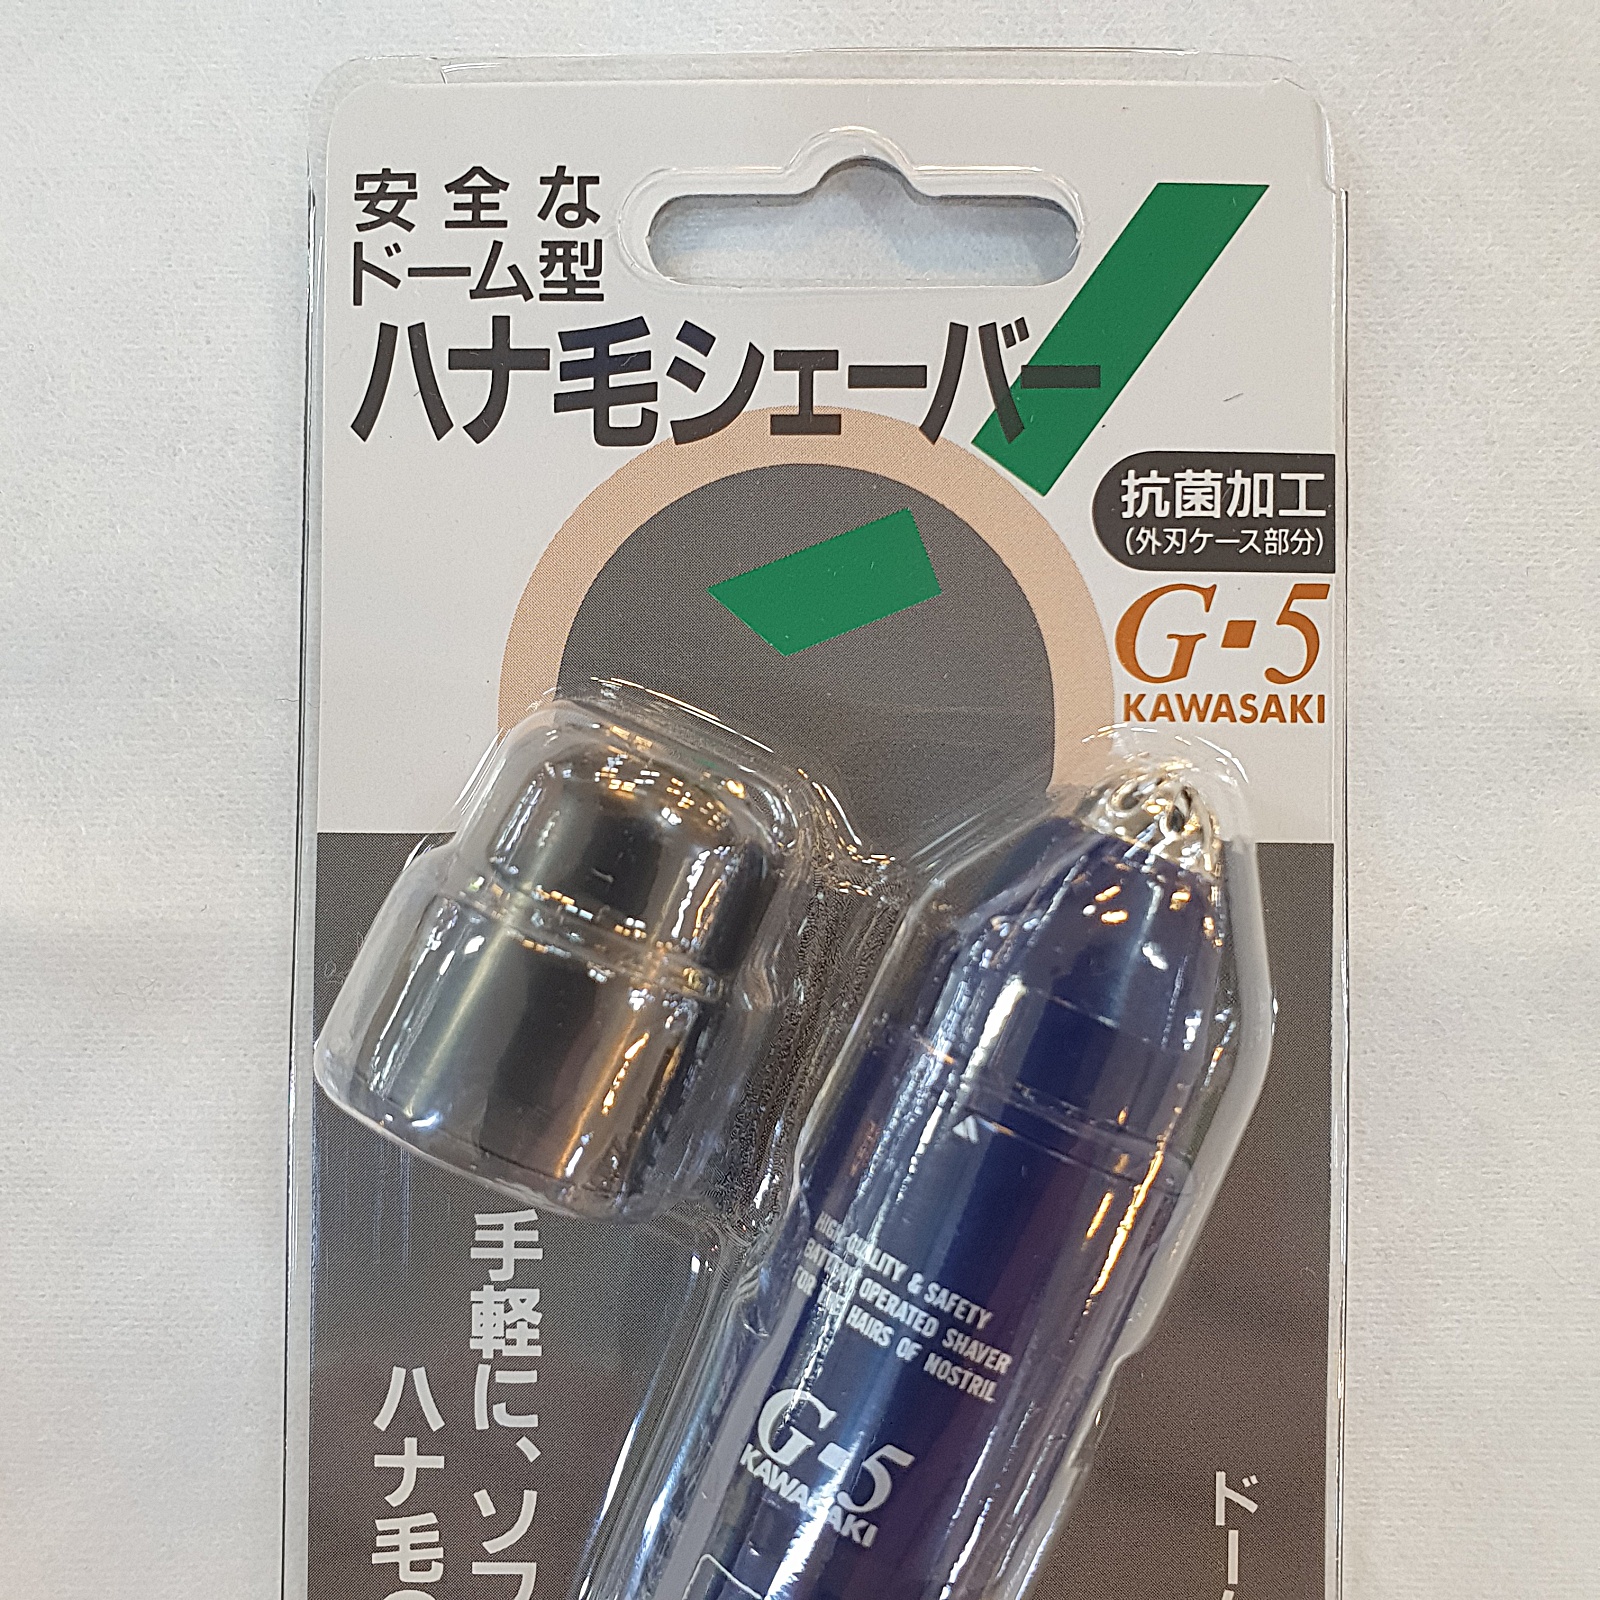 安全な
ドーム型
ハナ毛シェーバー
抗菌加工
(外刃ケース部分)
G-5
KAWASAKI
HIGH QUALITY & SAFETY
BATTERY OPERATED SHAVER
FOR THE HAIRS OF NOSTRIL
G-5
KAWASAKI
手軽に、ソフ
ハナ毛
ドー